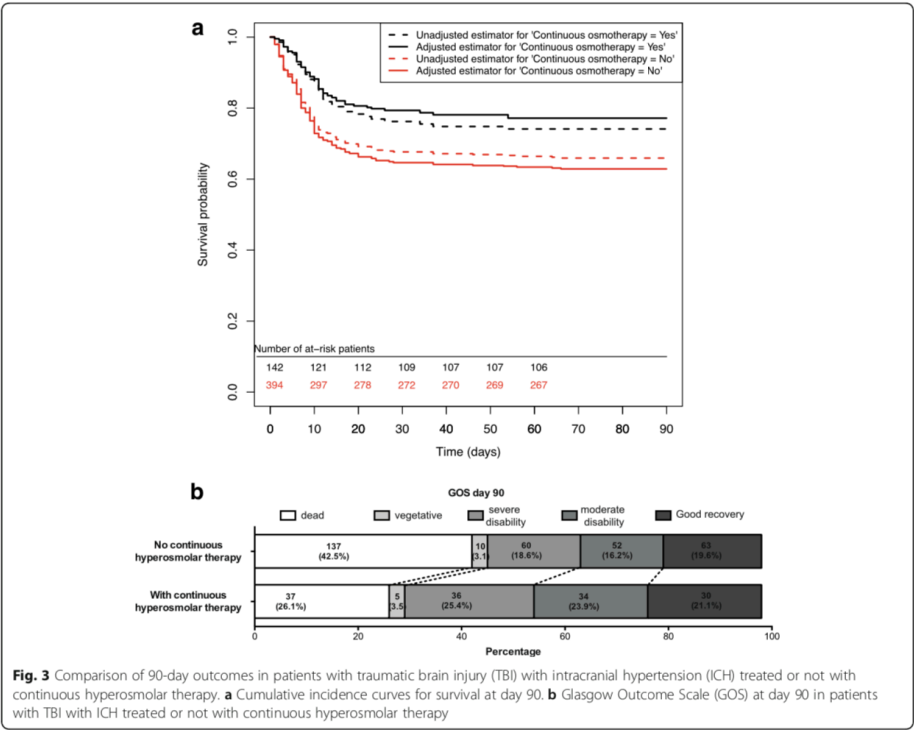 a
Unadjusted estimator for 'Continuous osmotherapy = Yes'
Adjusted estimator for 'Continuous osmotherapy = Yes'
Unadjusted estimator for 'Continuous osmotherapy = No'
Adjusted estimator for 'Continuous osmotherapy = No'
Survival probability
1.0
0.8
0.6
0.4
0.2
0.0
Number of at-risk patients
142 121 112 109 107 107 106
394 297 278 272 270 269 267
0 10 20 30 40 50 60 70 80 90
Time (days)
b
GOS day 90
dead vegetative severe disability moderate disability Good recovery
No continuous hyperosmolar therapy
137 10 60 52 63
(42.5%) (3.1) (18.6%) (16.2%) (19.6%)
With continuous hyperosmolar therapy
37 5 36 34 30
(26.1%) (3.5) (25.4%) (23.9%) (21.1%)
0 20 40 60 80 100
Percentage
Fig. 3 Comparison of 90-day outcomes in patients with traumatic brain injury (TBI) with intracranial hypertension (ICH) treated or not with
continuous hyperosmolar therapy. a Cumulative incidence curves for survival at day 90. b Glasgow Outcome Scale (GOS) at day 90 in patients
with TBI with ICH treated or not with continuous hyperosmolar therapy